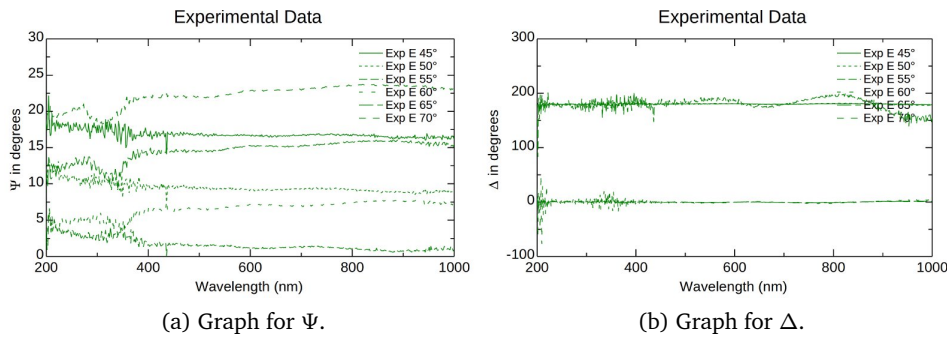 Experimental Data
30
25
20
15
10
5
0
200
400
600
800
1000
Ψ in degrees
Wavelength (nm)
Exp E 45°
Exp E 50°
Exp E 55°
Exp E 60°
Exp E 65°
Exp E 70°
(a) Graph for Ψ.
Experimental Data
300
200
100
0
-100
200
400
600
800
1000
Δ in degrees
Wavelength (nm)
Exp E 45°
Exp E 50°
Exp E 55°
Exp E 60°
Exp E 65°
Exp E 70°
(b) Graph for Δ.